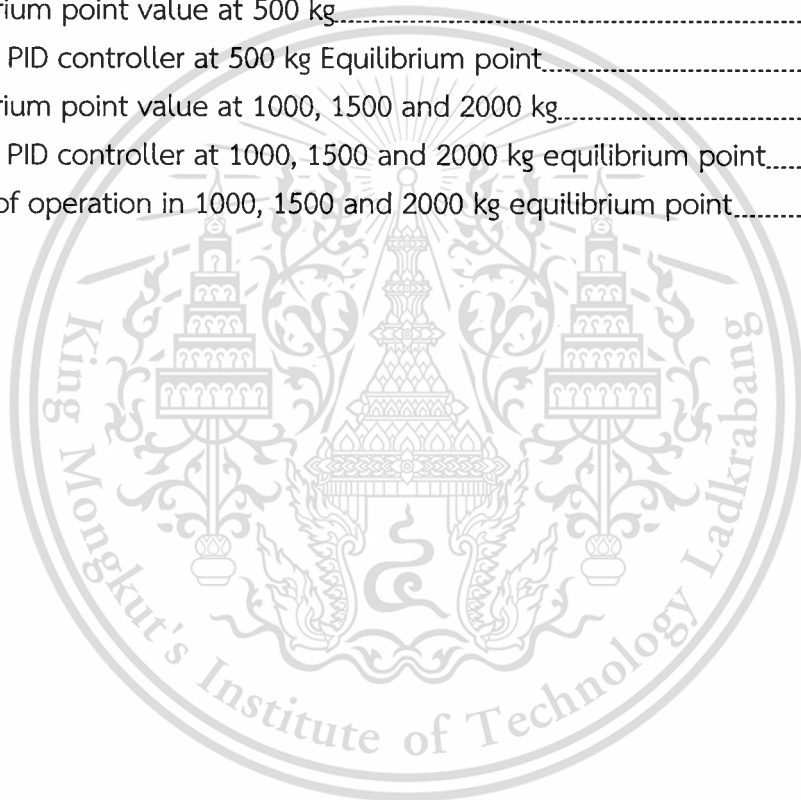 rium point value at 500 kg
PID controller at 500 kg Equilibrium point
rium point value at 1000, 1500 and 2000 kg
PID controller at 1000, 1500 and 2000 kg equilibrium point
of operation in 1000, 1500 and 2000 kg equilibrium point
King Mongkut's Institute of Technology Ladkrabang